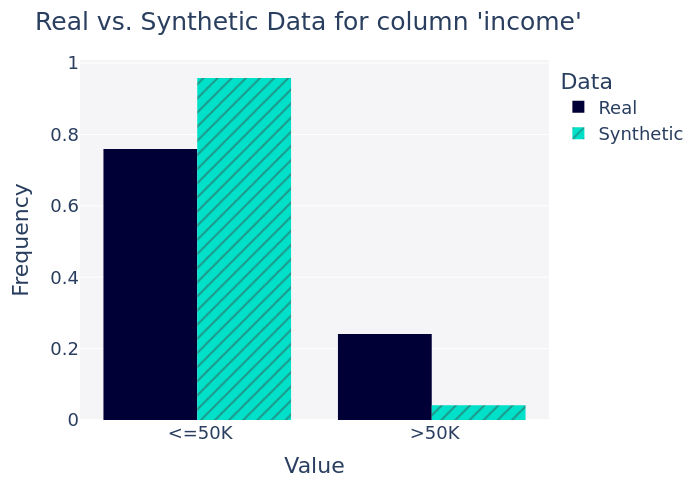 Real vs. Synthetic Data for column 'income'
Data
Real
Synthetic
Frequency
1
0.8
0.6
0.4
0.2
0
<=50K
>50K
Value